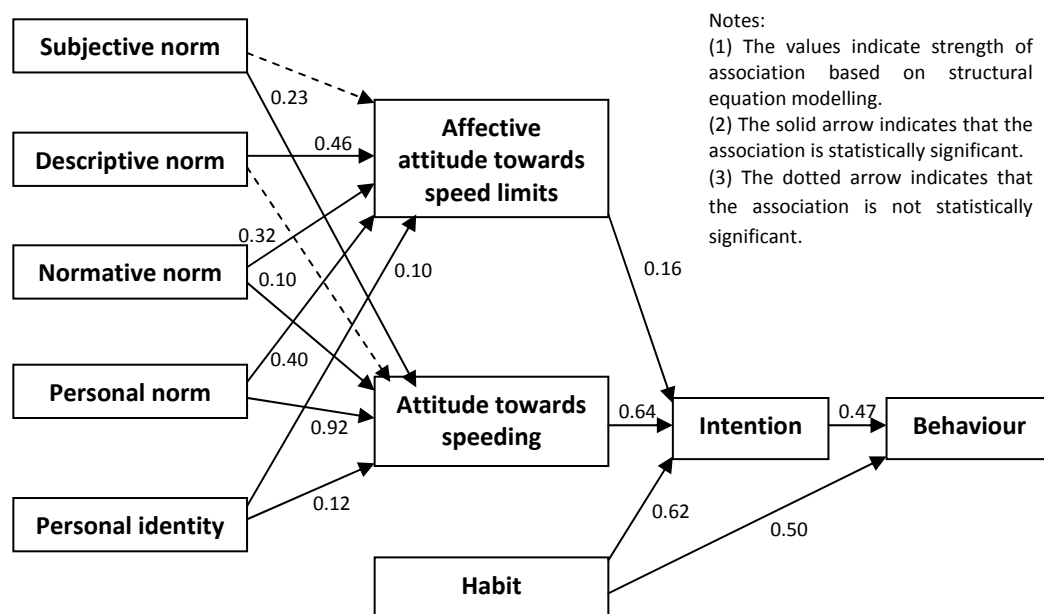 Subjective norm
Descriptive norm
Normative norm
Personal norm
Personal identity
Affective
attitude towards
speed limits
Attitude towards
speeding
Habit
Intention
Behaviour
0.23
0.46
0.32
0.10
0.10
0.40
0.92
0.12
0.16
0.64
0.62
0.47
0.50
Notes:
(1) The values indicate strength of
association based on structural
equation modelling.
(2) The solid arrow indicates that the
association is statistically significant.
(3) The dotted arrow indicates that
the association is not statistically
significant.